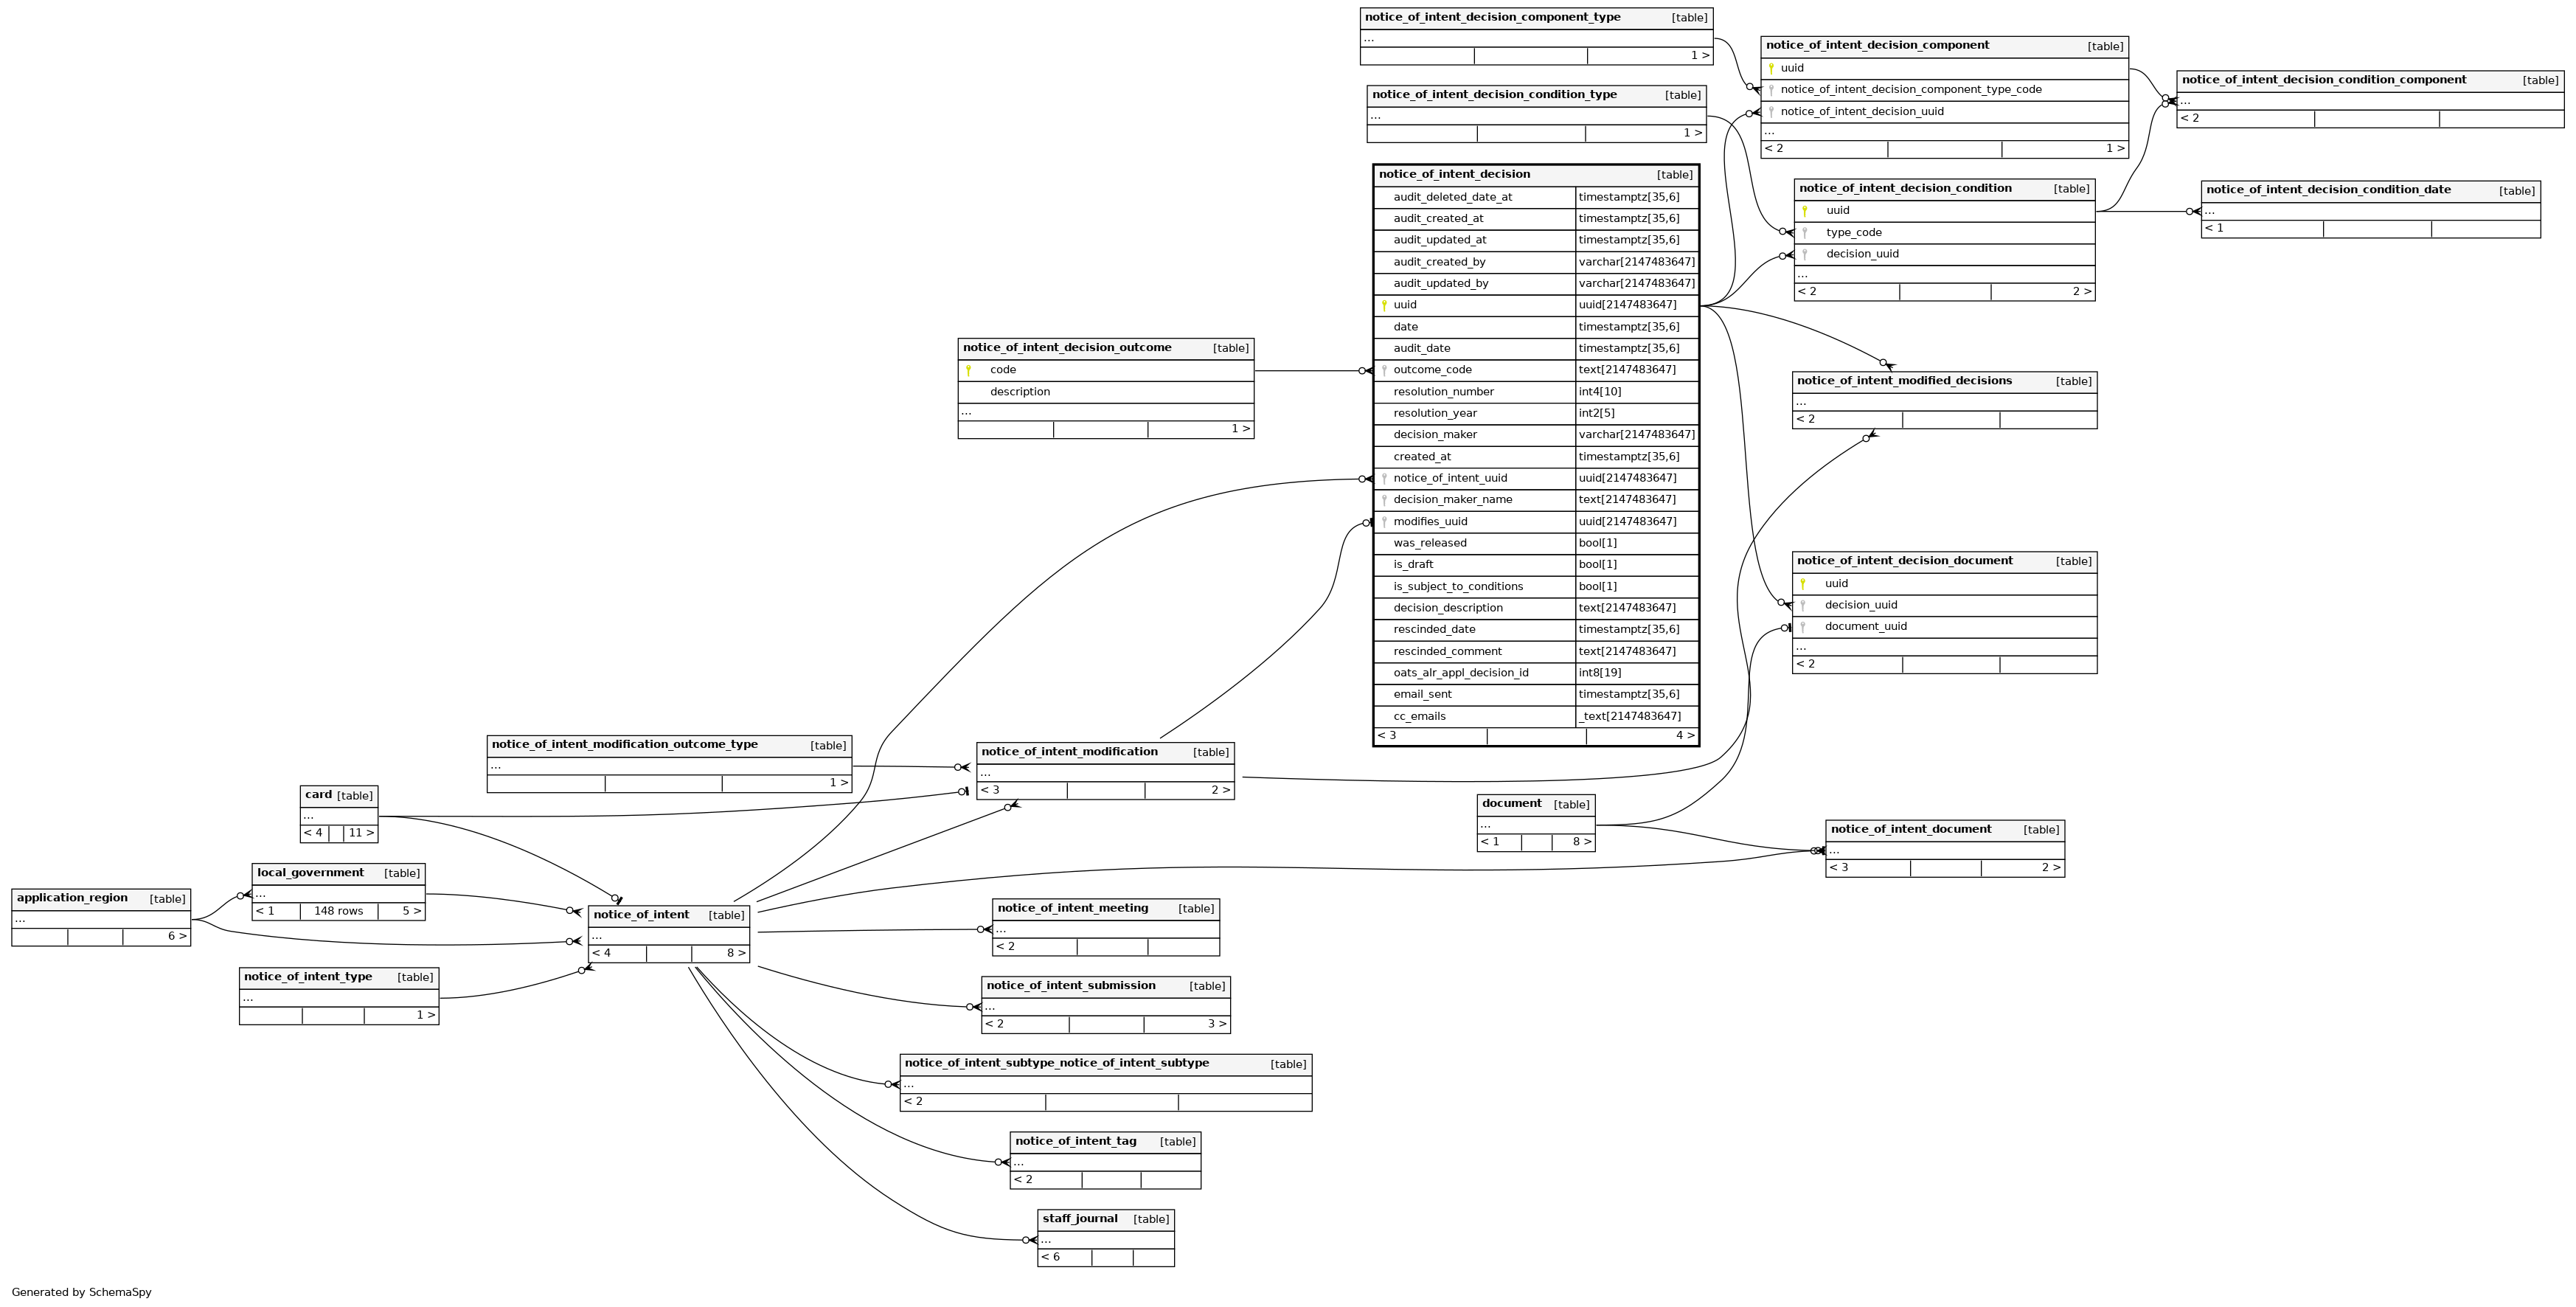 notice_of_intent_decision_component_type [table]
...
1 >
notice_of_intent_decision_condition_type [table]
...
1 >
notice_of_intent_decision_component [table]
uuid
notice_of_intent_decision_component_type_code
notice_of_intent_decision_uuid
...
< 2 1 >
notice_of_intent_decision_condition_component [table]
...
< 2
notice_of_intent_decision_condition [table]
uuid
type_code
decision_uuid
...
< 2 2 >
notice_of_intent_decision_condition_date [table]
...
< 1
notice_of_intent_decision [table]
audit_deleted_date_at timestamptz[35,6]
audit_created_at timestamptz[35,6]
audit_updated_at timestamptz[35,6]
audit_created_by varchar[2147483647]
audit_updated_by varchar[2147483647]
uuid uuid[2147483647]
date timestamptz[35,6]
audit_date timestamptz[35,6]
outcome_code text[2147483647]
resolution_number int4[10]
resolution_year int2[5]
decision_maker varchar[2147483647]
created_at timestamptz[35,6]
notice_of_intent_uuid uuid[2147483647]
decision_maker_name text[2147483647]
modifies_uuid uuid[2147483647]
was_released bool[1]
is_draft bool[1]
is_subject_to_conditions bool[1]
decision_description text[2147483647]
rescinded_date timestamptz[35,6]
rescinded_comment text[2147483647]
oats_alr_appl_decision_id int8[19]
email_sent timestamptz[35,6]
cc_emails _text[2147483647]
< 3 4 >
notice_of_intent_decision_outcome [table]
code
description
...
1 >
notice_of_intent_modified_decisions [table]
...
< 2
notice_of_intent_decision_document [table]
uuid
decision_uuid
document_uuid
...
< 2
notice_of_intent_modification_outcome_type [table]
...
1 >
notice_of_intent_modification [table]
...
< 3 2 >
card [table]
...
< 4 11 >
document [table]
...
< 1 8 >
notice_of_intent_document [table]
...
< 3 2 >
local_government [table]
...
< 1 148 rows 5 >
application_region [table]
...
6 >
notice_of_intent [table]
...
< 4 8 >
notice_of_intent_type [table]
...
1 >
notice_of_intent_meeting [table]
...
< 2
notice_of_intent_submission [table]
...
< 2 3 >
notice_of_intent_subtype_notice_of_intent_subtype [table]
...
< 2
notice_of_intent_tag [table]
...
< 2
staff_journal [table]
...
< 6
Generated by SchemaSpy